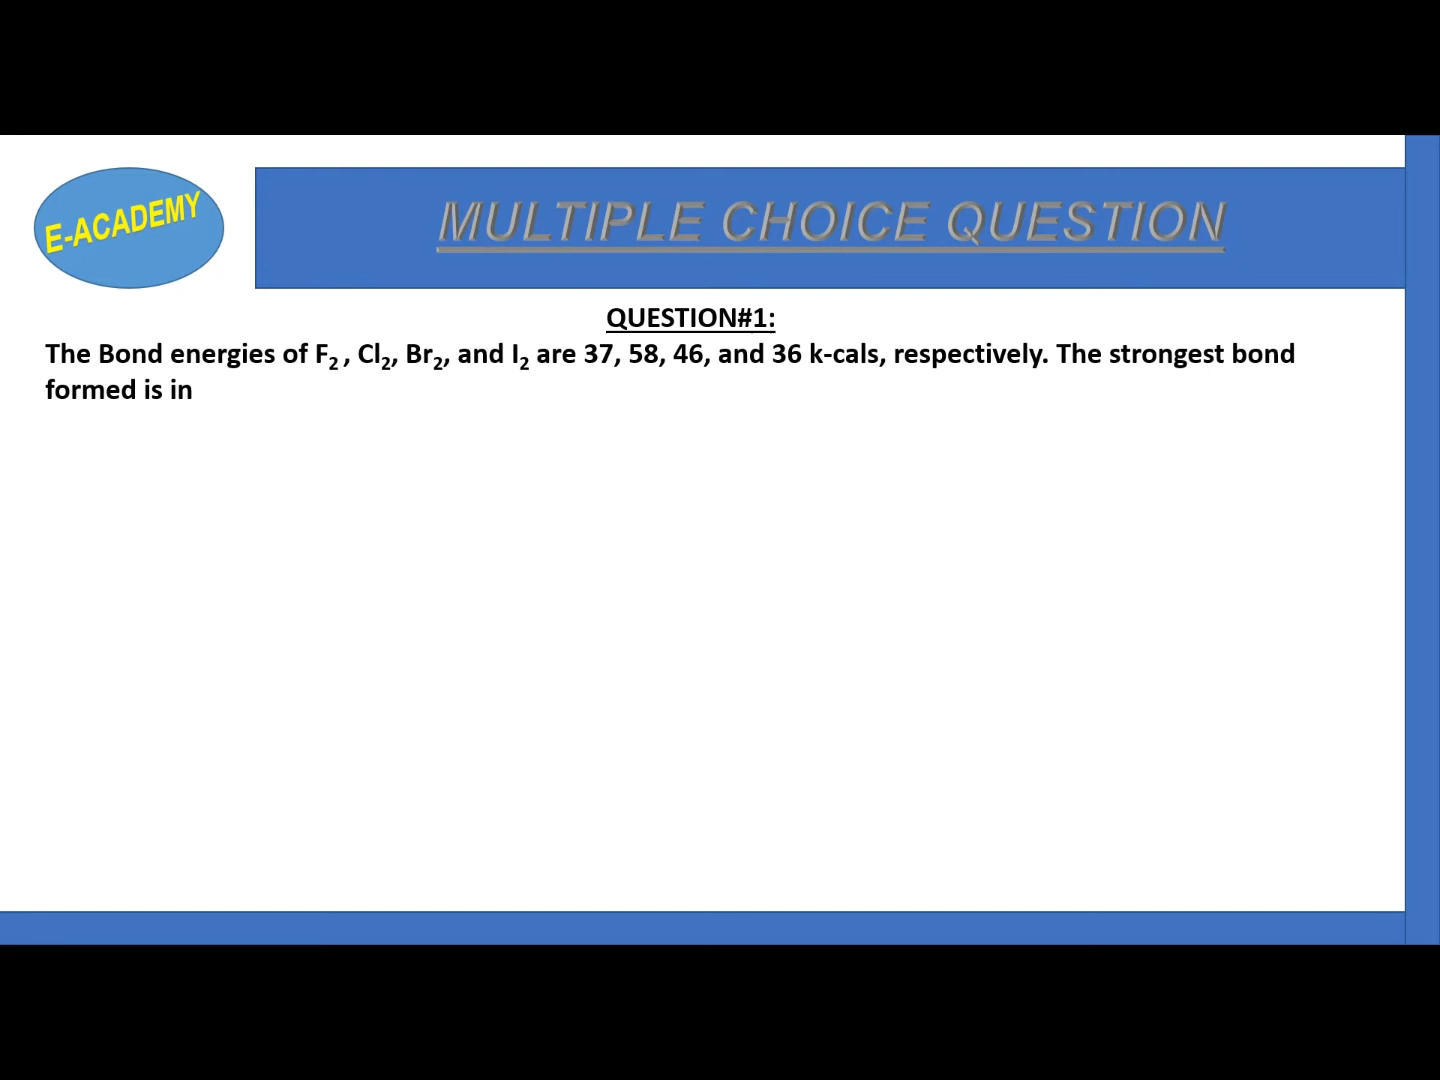 E-ACADEMY
MULTIPLE CHOICE QUESTION
QUESTION#1:
The Bond energies of F₂ , Cl₂, Br₂, and I₂ are 37, 58, 46, and 36 k-cals, respectively. The strongest bond
formed is in